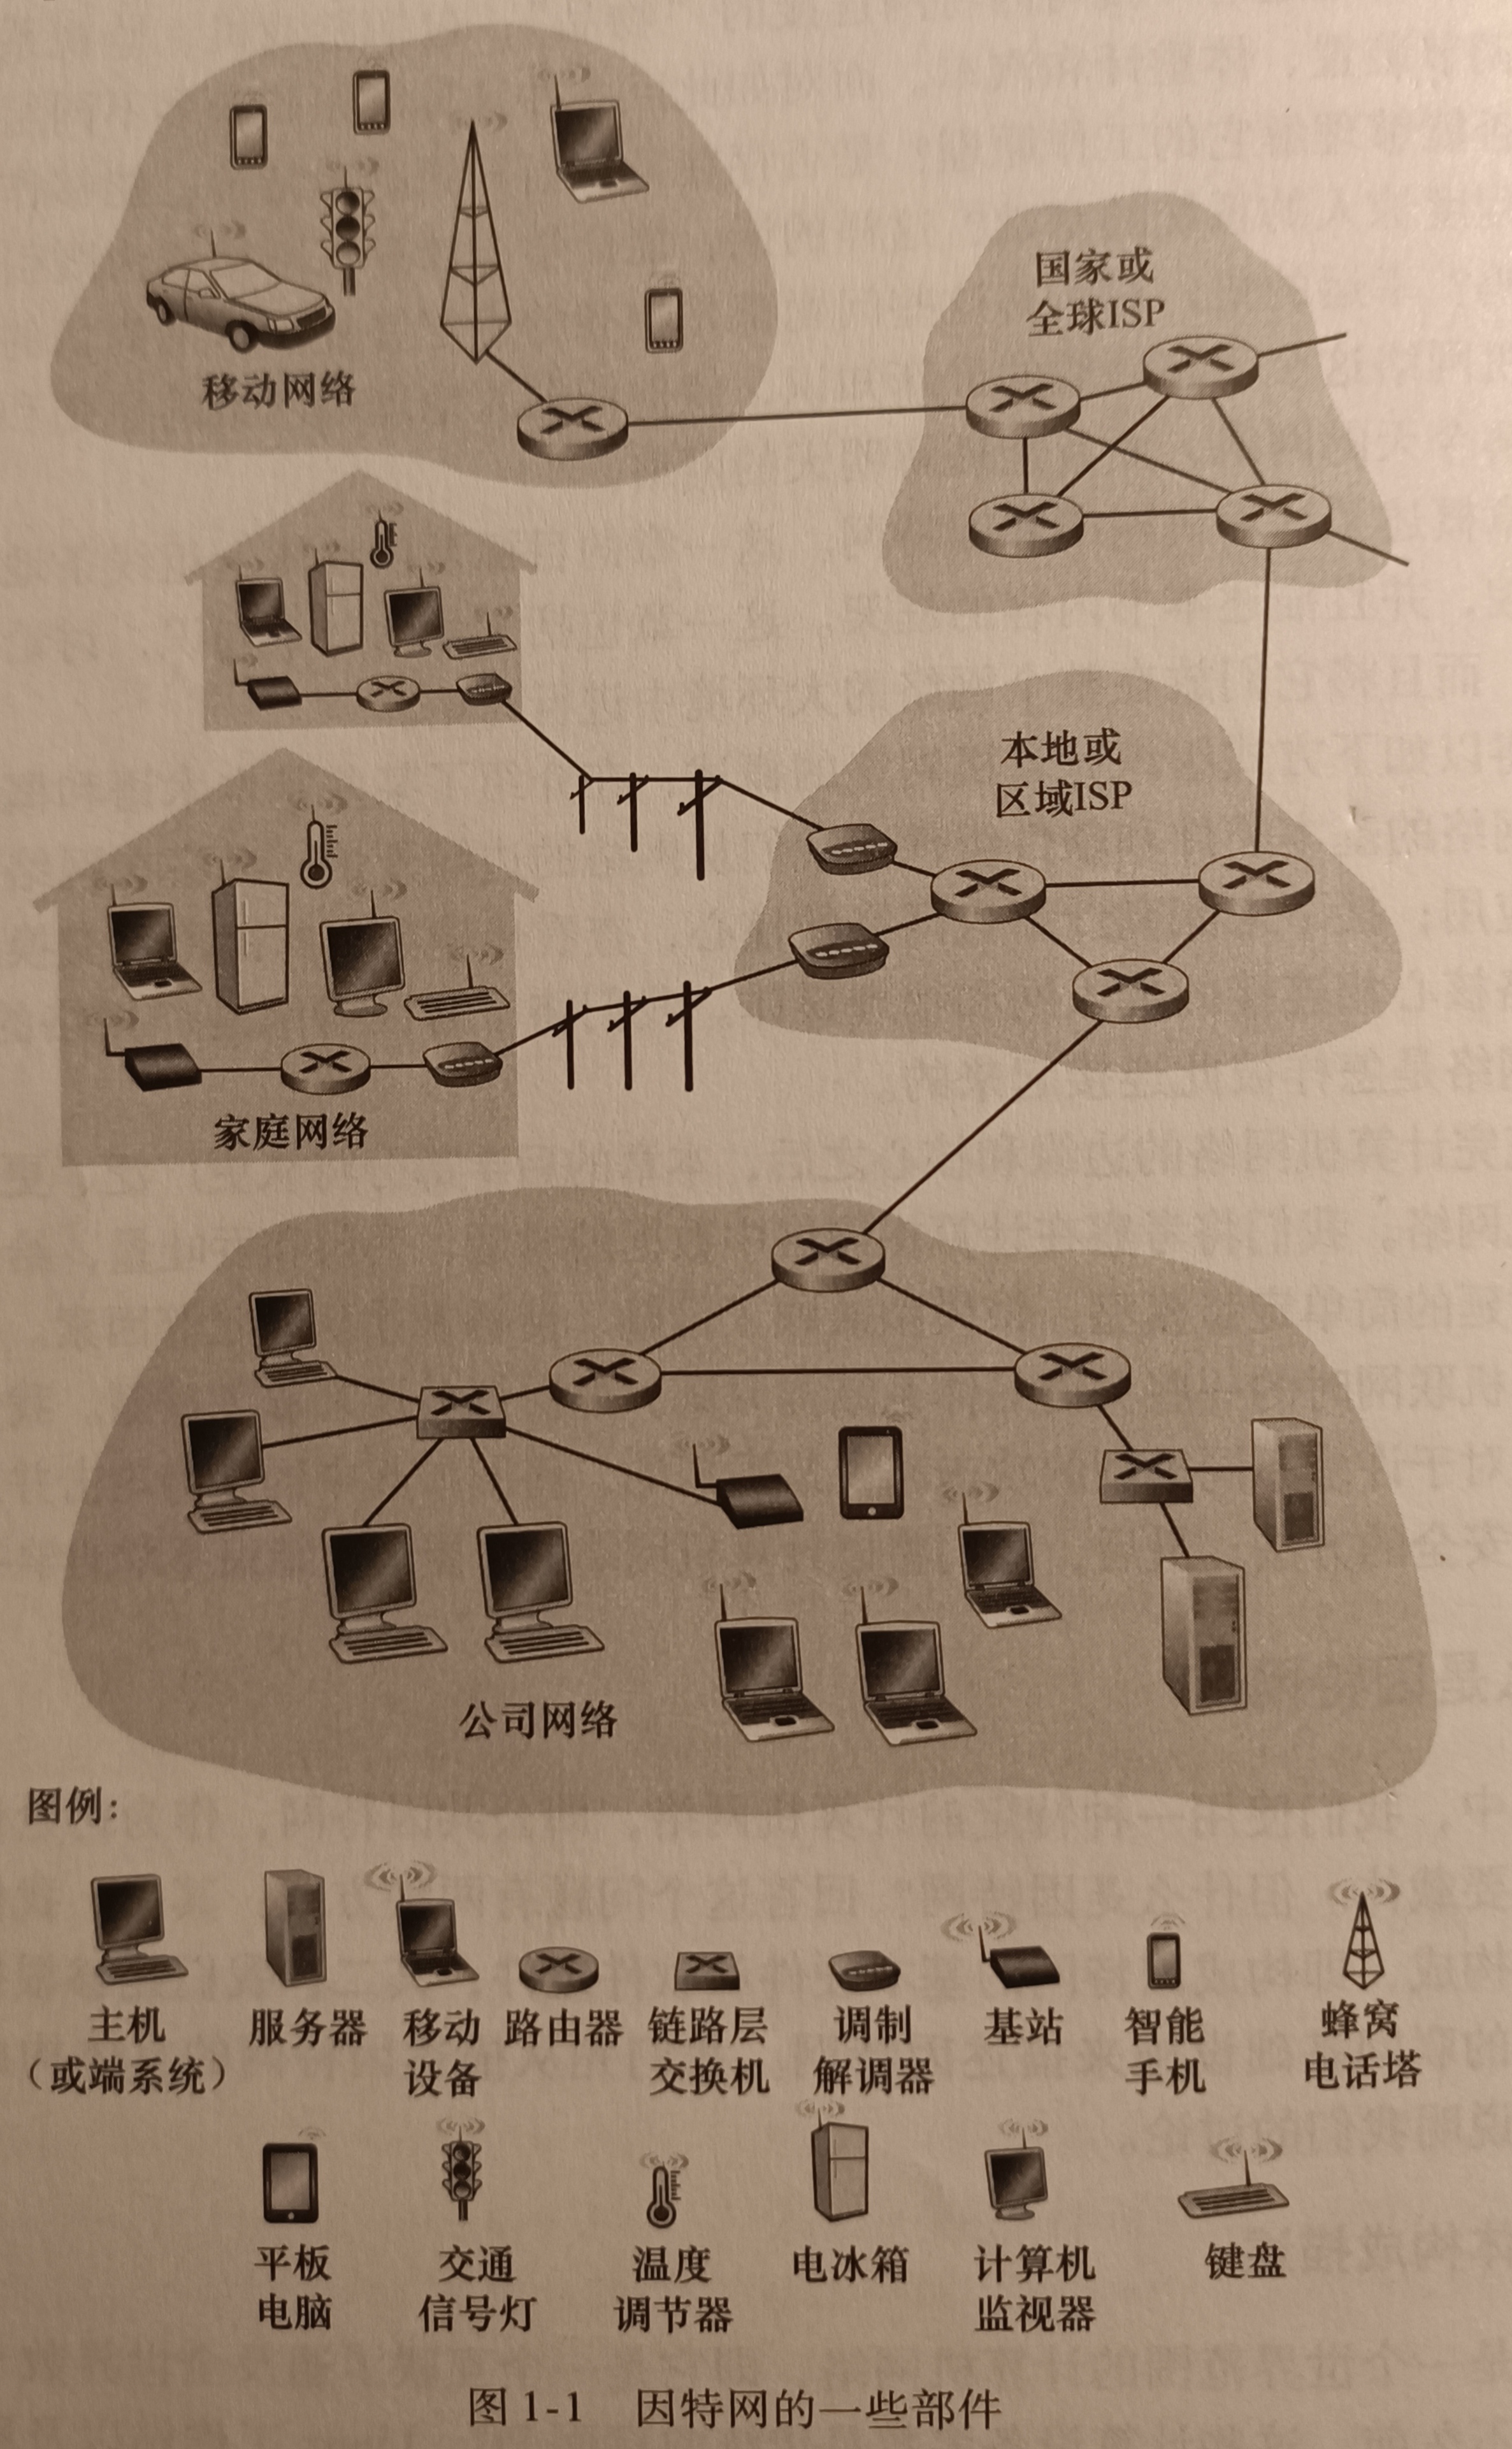 移动网络
国家或
全球ISP
本地或
区域ISP
家庭网络
公司网络
图例：
主机
（或端系统）
服务器
移动
设备
路由器
链路层
交换机
调制
解调器
基站
智能
手机
蜂窝
电话塔
平板
电脑
交通
信号灯
温度
调节器
电冰箱
计算机
监视器
键盘
图 1-1 因特网的一些部件